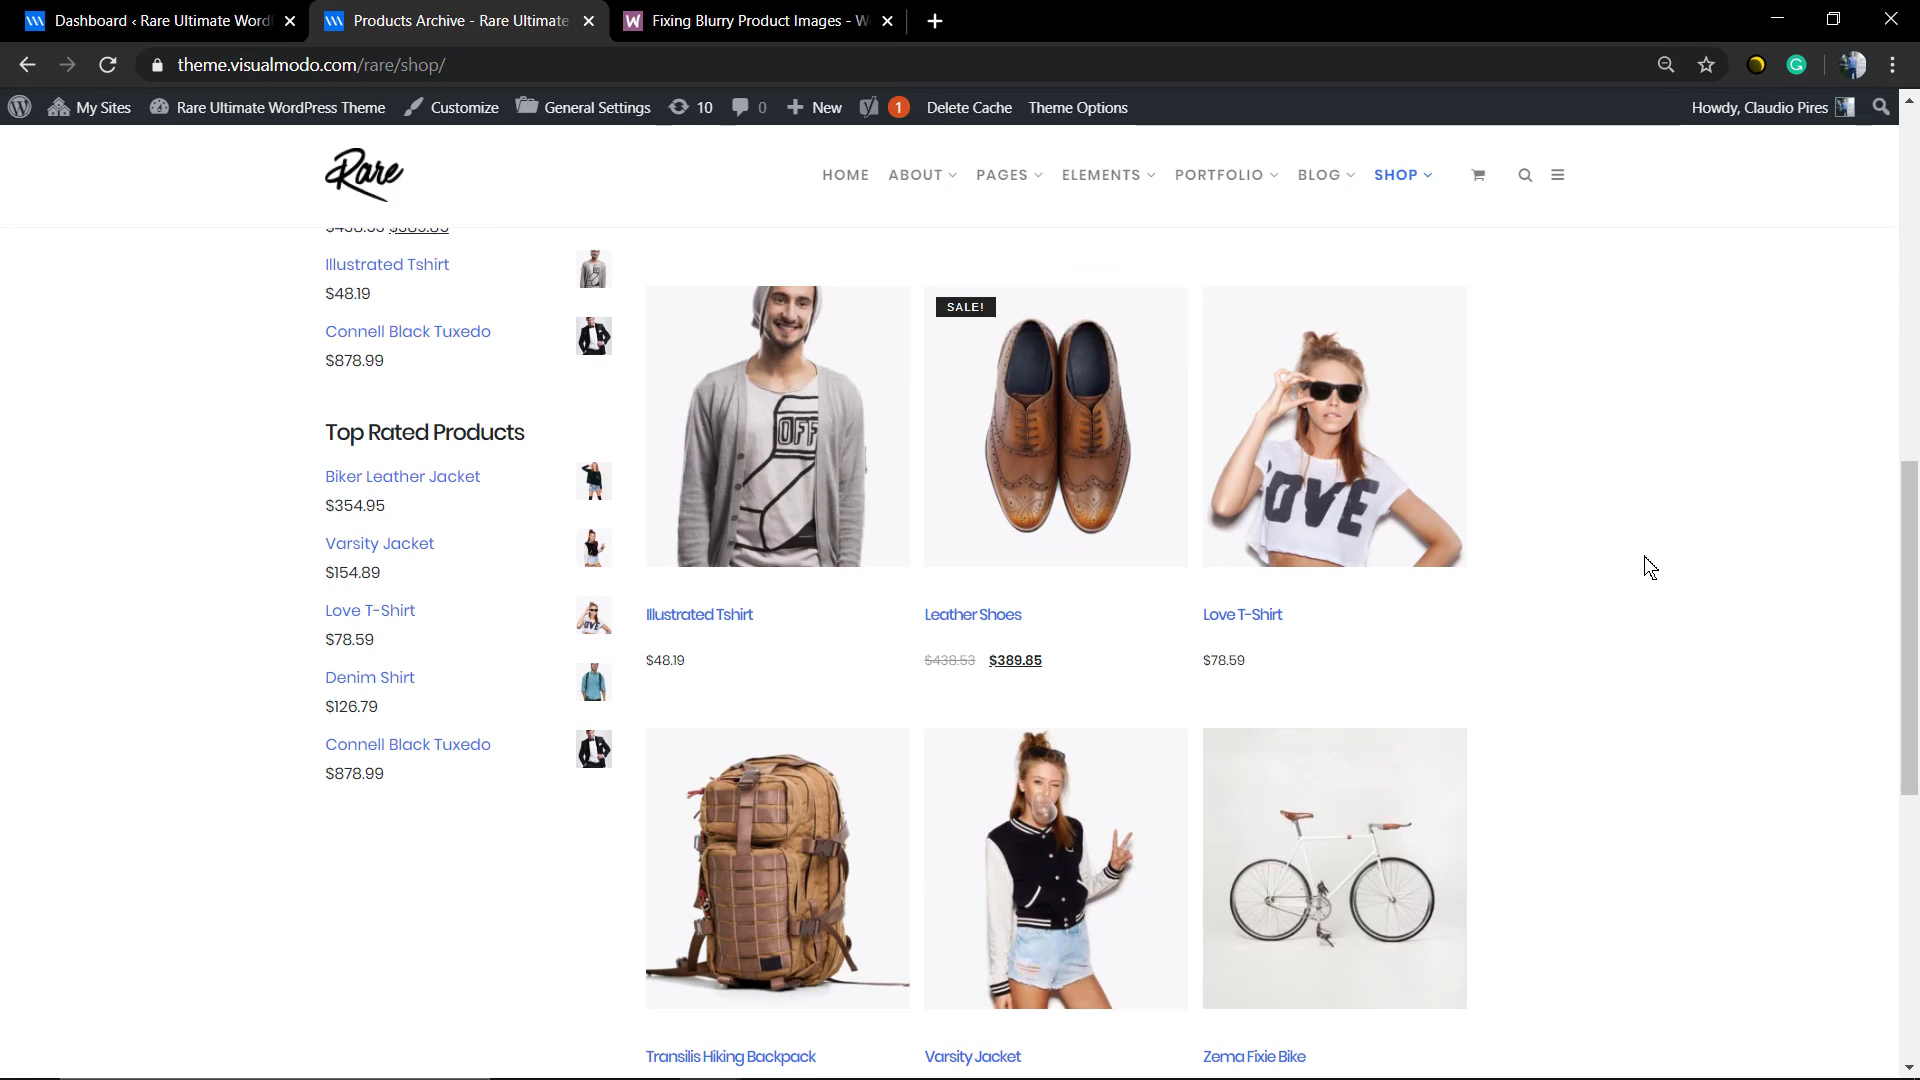 Dashboard ‹ Rare Ultimate Word
Products Archive - Rare Ultimate
Fixing Blurry Product Images - W
theme.visualmodo.com/rare/shop/
My Sites
Rare Ultimate WordPress Theme
Customize
General Settings
10
0
New
1
Delete Cache
Theme Options
Howdy, Claudio Pires
Rare
HOME
ABOUT
PAGES
ELEMENTS
PORTFOLIO
BLOG
SHOP
$438.53 $389.85
Illustrated Tshirt
$48.19
Connell Black Tuxedo
$878.99
Top Rated Products
Biker Leather Jacket
$354.95
Varsity Jacket
$154.89
Love T-Shirt
$78.59
Denim Shirt
$126.79
Connell Black Tuxedo
$878.99
OFF
SALE!
OVE
Illustrated Tshirt
$48.19
Leather Shoes
$438.53 $389.85
Love T-Shirt
$78.59
Transilis Hiking Backpack
Varsity Jacket
Zema Fixie Bike